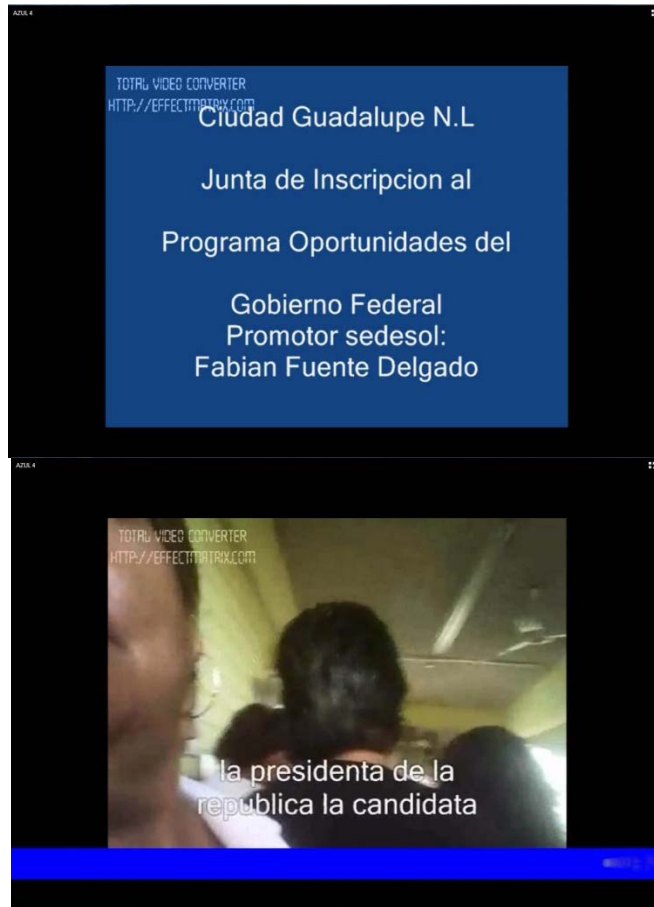 AZUL 4
TOTAL VIDEO CONVERTER
HTTP://EFFECTMATRIX.COM
Ciudad Guadalupe N.L
Junta de Inscripcion al
Programa Oportunidades del
Gobierno Federal
Promotor sedesol:
Fabian Fuente Delgado
AZUL 4
TOTAL VIDEO CONVERTER
HTTP://EFFECTMATRIX.COM
la presidenta de la
republica la candidata